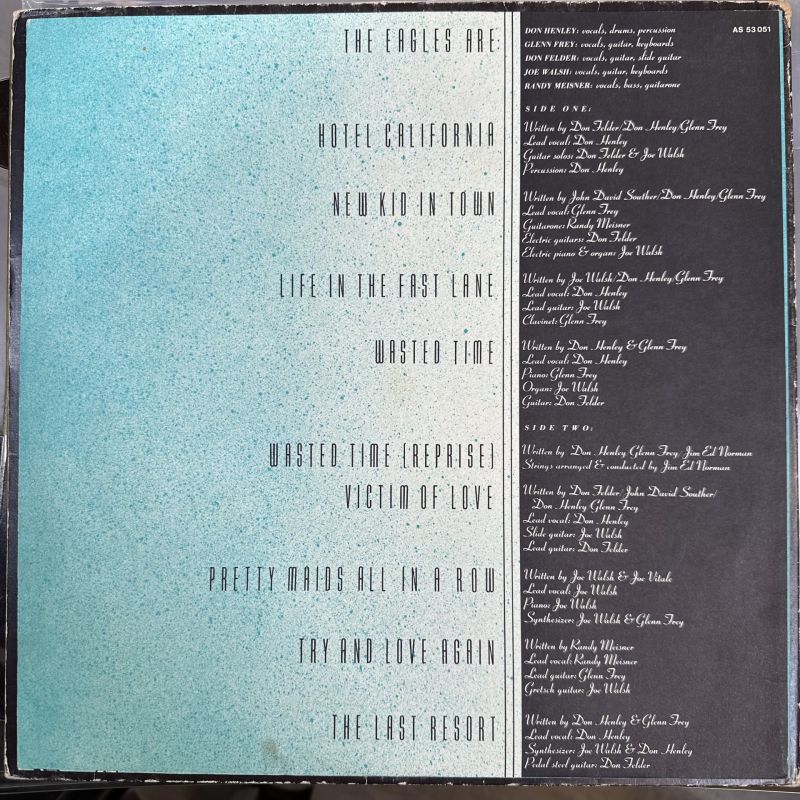 THE EAGLES ARE:
DON HENLEY: vocals, drums, percussion
GLENN FREY: vocals, guitar, keyboards
DON FELDER: vocals, guitar, slide guitar
JOE WALSH: vocals, guitar, keyboards
RANDY MEISNER: vocals, bass, guitarone
AS 53 051
SIDE ONE:
HOTEL CALIFORNIA
Written by Don Felder/Don Henley/Glenn Frey
Lead vocal: Don Henley
Guitar solos: Don Felder & Joe Walsh
Percussion: Don Henley
NEW KID IN TOWN
Written by John David Souther/Don Henley/Glenn Frey
Lead vocal: Glenn Frey
Guitarone: Randy Meisner
Electric guitars: Don Felder
Electric piano & organ: Joe Walsh
LIFE IN THE FAST LANE
Written by Joe Walsh/Don Henley/Glenn Frey
Lead vocal: Don Henley
Lead guitar: Joe Walsh
Clavinet: Glenn Frey
WASTED TIME
Written by Don Henley & Glenn Frey
Lead vocal: Don Henley
Piano: Glenn Frey
Organ: Joe Walsh
Guitar: Don Felder
SIDE TWO:
WASTED TIME (REPRISE)
Written by Don Henley/Glenn Frey/Jim Ed Norman
Strings arranged & conducted by Jim Ed Norman
VICTIM OF LOVE
Written by Don Felder/John David Souther/
Don Henley/Glenn Frey
Lead vocal: Don Henley
Slide guitar: Joe Walsh
Lead guitar: Don Felder
PRETTY MAIDS ALL IN A ROW
Written by Joe Walsh & Joe Vitale
Lead vocal: Joe Walsh
Piano: Joe Walsh
Synthesizer: Joe Walsh & Glenn Frey
TRY AND LOVE AGAIN
Written by Randy Meisner
Lead vocal: Randy Meisner
Lead guitar: Glenn Frey
Gretsch guitar: Joe Walsh
THE LAST RESORT
Written by Don Henley & Glenn Frey
Lead vocal: Don Henley
Synthesizer: Joe Walsh & Don Henley
Pedal steel guitar: Don Felder